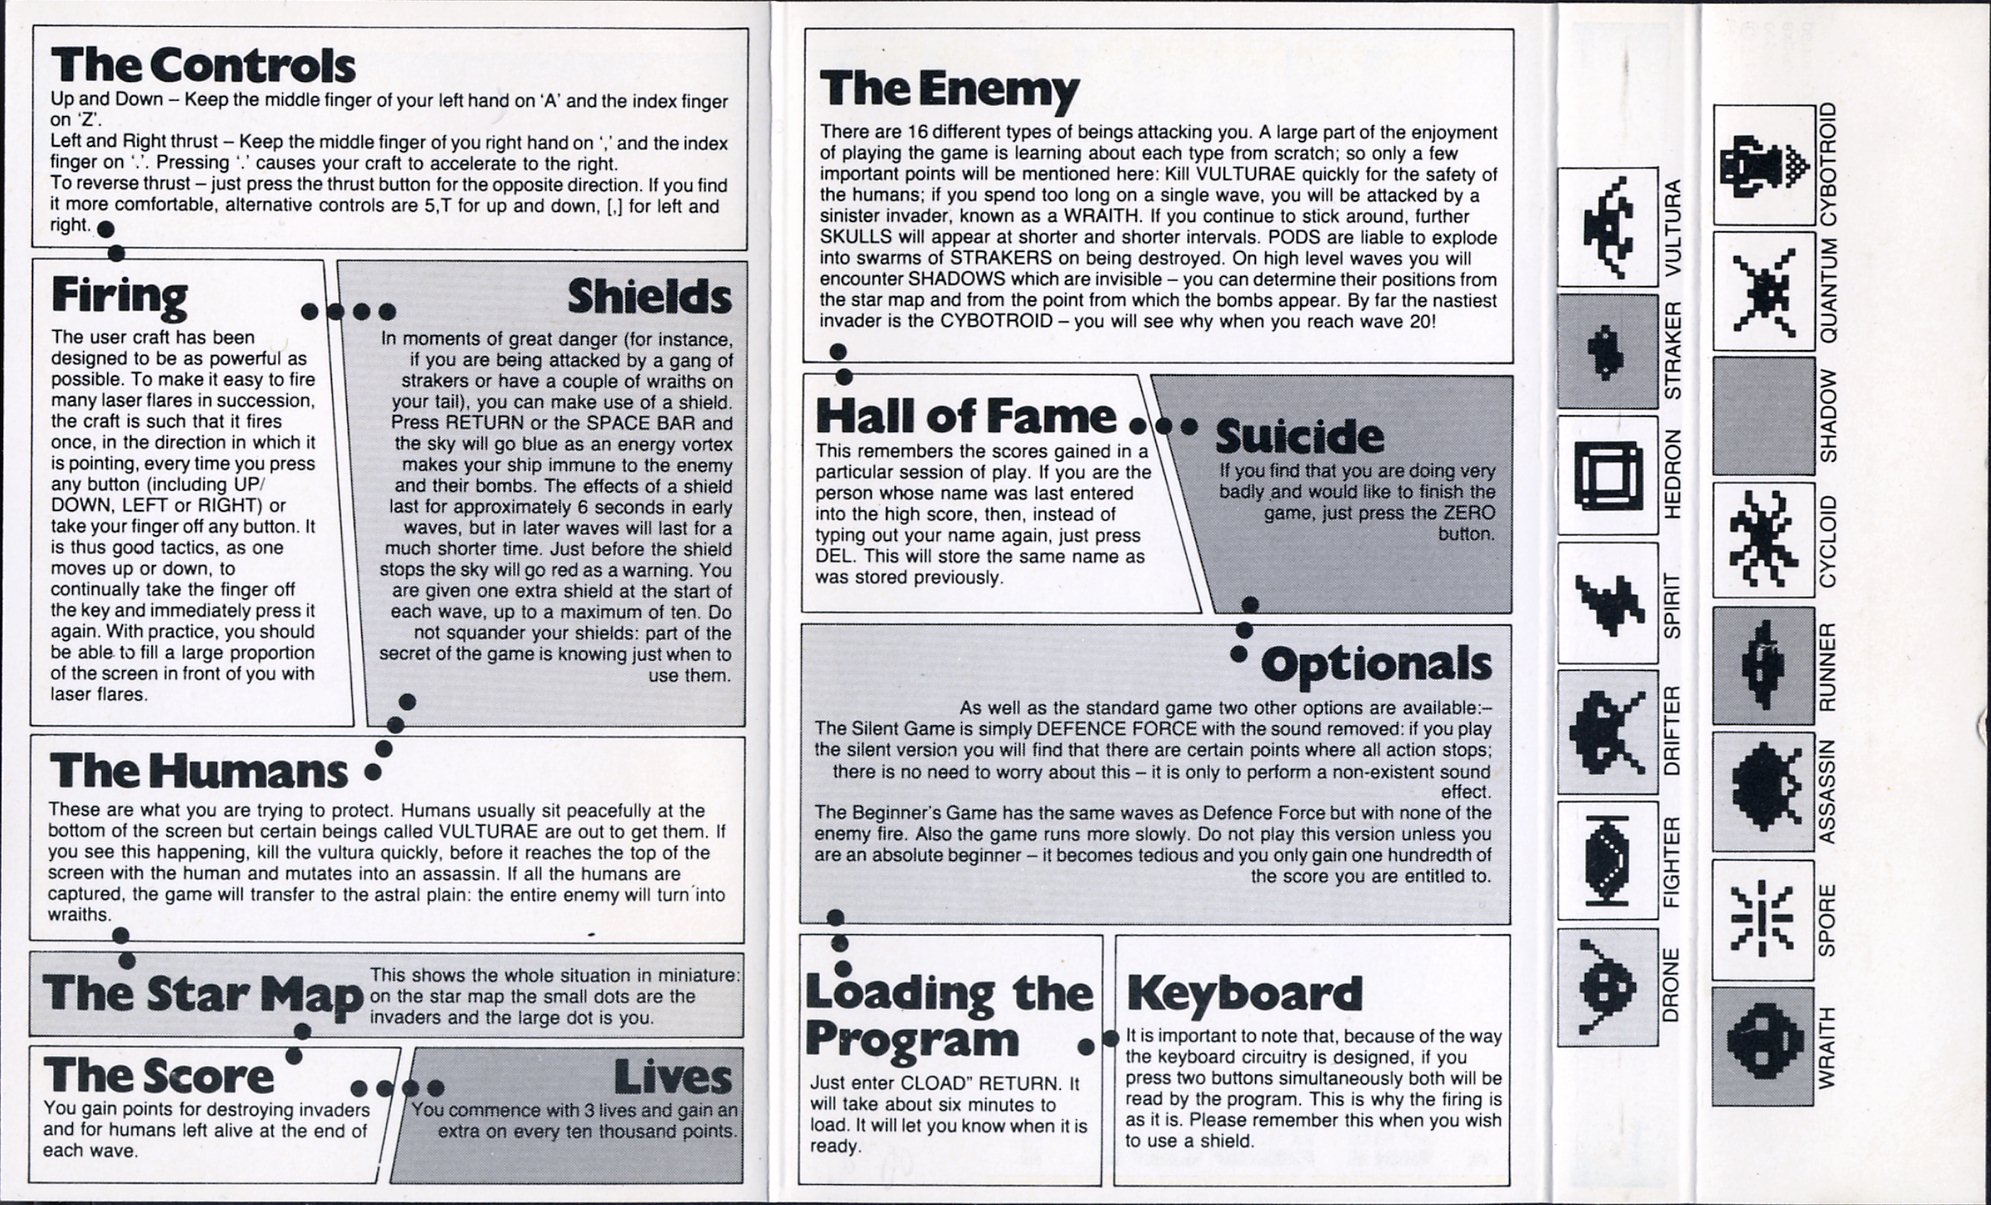 The Controls
Up and Down – Keep the middle finger of your left hand on ‘A’ and the index finger
on ‘Z’.
Left and Right thrust – Keep the middle finger of you right hand on ‘,’ and the index
finger on ‘.’. Pressing ‘.’ causes your craft to accelerate to the right.
To reverse thrust – just press the thrust button for the opposite direction. If you find
it more comfortable, alternative controls are 5,T for up and down, [,] for left and
right.
Firing
The user craft has been
designed to be as powerful as
possible. To make it easy to fire
many laser flares in succession,
the craft is such that it fires
once, in the direction in which it
is pointing, every time you press
any button (including UP/
DOWN, LEFT or RIGHT) or
take your finger off any button. It
is thus good tactics, as one
moves up or down, to
continually take the finger off
the key and immediately press it
again. With practice, you should
be able to fill a large proportion
of the screen in front of you with
laser flares.
Shields
In moments of great danger (for instance,
if you are being attacked by a gang of
strakers or have a couple of wraiths on
your tail), you can make use of a shield.
Press RETURN or the SPACE BAR and
the sky will go blue as an energy vortex
makes your ship immune to the enemy
and their bombs. The effects of a shield
last for approximately 6 seconds in early
waves, but in later waves will last for a
much shorter time. Just before the shield
stops the sky will go red as a warning. You
are given one extra shield at the start of
each wave, up to a maximum of ten. Do
not squander your shields: part of the
secret of the game is knowing just when to
use them.
The Humans
These are what you are trying to protect. Humans usually sit peacefully at the
bottom of the screen but certain beings called VULTURAE are out to get them. If
you see this happening, kill the vultura quickly, before it reaches the top of the
screen with the human and mutates into an assassin. If all the humans are
captured, the game will transfer to the astral plain: the entire enemy will turn into
wraiths.
The Star Map
This shows the whole situation in miniature:
on the star map the small dots are the
invaders and the large dot is you.
The Score
You gain points for destroying invaders
and for humans left alive at the end of
each wave.
Lives
You commence with 3 lives and gain an
extra on every ten thousand points.
The Enemy
There are 16 different types of beings attacking you. A large part of the enjoyment
of playing the game is learning about each type from scratch; so only a few
important points will be mentioned here: Kill VULTURAE quickly for the safety of
the humans; if you spend too long on a single wave, you will be attacked by a
sinister invader, known as a WRAITH. If you continue to stick around, further
SKULLS will appear at shorter and shorter intervals. PODS are liable to explode
into swarms of STRAKERS on being destroyed. On high level waves you will
encounter SHADOWS which are invisible – you can determine their positions from
the star map and from the point from which the bombs appear. By far the nastiest
invader is the CYBOTROID – you will see why when you reach wave 20!
Hall of Fame
This remembers the scores gained in a
particular session of play. If you are the
person whose name was last entered
into the high score, then, instead of
typing out your name again, just press
DEL. This will store the same name as
was stored previously.
Suicide
If you find that you are doing very
badly and would like to finish the
game, just press the ZERO
button.
Optionals
As well as the standard game two other options are available:–
The Silent Game is simply DEFENCE FORCE with the sound removed: if you play
the silent version you will find that there are certain points where all action stops;
there is no need to worry about this – it is only to perform a non-existent sound
effect.
The Beginner's Game has the same waves as Defence Force but with none of the
enemy fire. Also the game runs more slowly. Do not play this version unless you
are an absolute beginner – it becomes tedious and you only gain one hundredth of
the score you are entitled to.
Loading the
Program
Just enter CLOAD” RETURN. It
will take about six minutes to
load. It will let you know when it is
ready.
Keyboard
It is important to note that, because of the way
the keyboard circuitry is designed, if you
press two buttons simultaneously both will be
read by the program. This is why the firing is
as it is. Please remember this when you wish
to use a shield.
VULTURA
STRAKER
HEDRON
SPIRIT
DRIFTER
FIGHTER
DRONE
CYBOTROID
QUANTUM
SHADOW
CYCLOID
RUNNER
ASSASSIN
SPORE
WRAITH